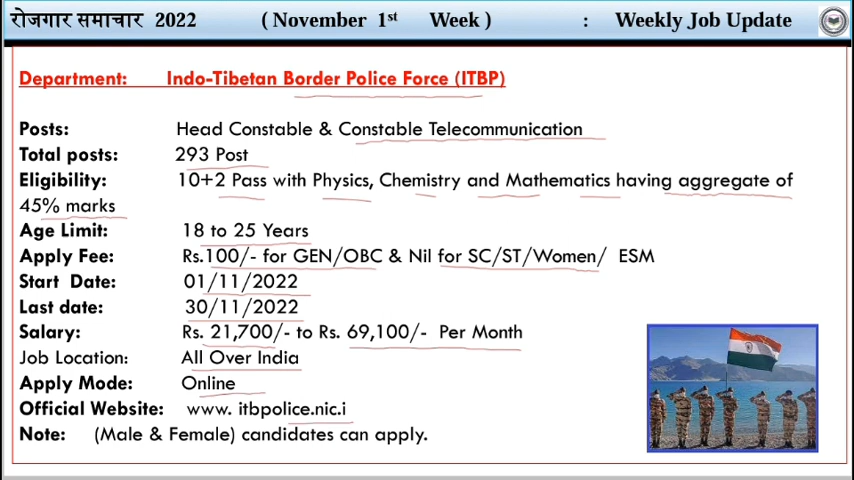 रोजगार समाचार 2022 (November 1st Week) : Weekly Job Update
Department: Indo-Tibetan Border Police Force (ITBP)
Posts: Head Constable & Constable Telecommunication
Total posts: 293 Post
Eligibility: 10+2 Pass with Physics, Chemistry and Mathematics having aggregate of
45% marks
Age Limit: 18 to 25 Years
Apply Fee: Rs.100/- for GEN/OBC & Nil for SC/ST/Women/ ESM
Start Date: 01/11/2022
Last date: 30/11/2022
Salary: Rs. 21,700/- to Rs. 69,100/- Per Month
Job Location: All Over India
Apply Mode: Online
Official Website: www. itbpolice.nic.i
Note: (Male & Female) candidates can apply.